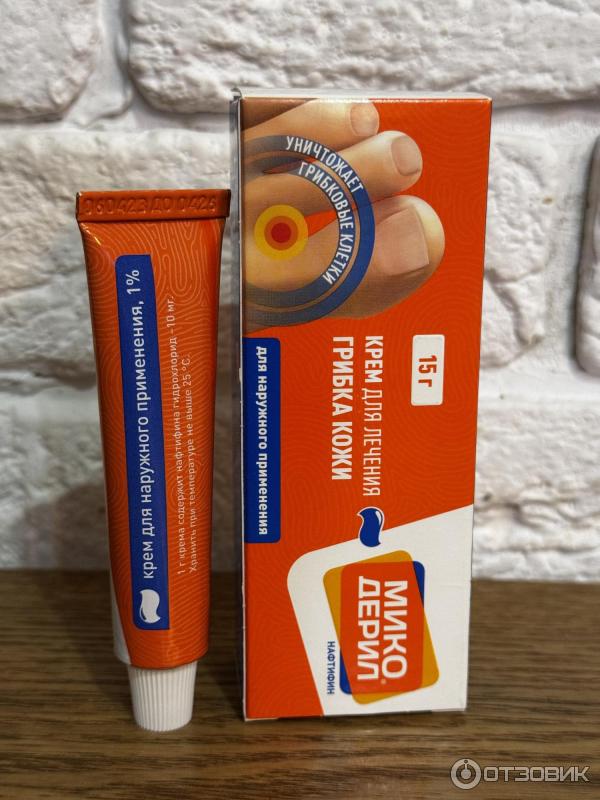 060423 ДО 0426
крем для наружного применения, 1%
1 г крема содержит нафтифина гидрохлорид - 10 мг.
Хранить при температуре не выше 25 °C.
УНИЧТОЖАЕТ
ГРИБКОВЫЕ КЛЕТКИ
15 г
КРЕМ ДЛЯ ЛЕЧЕНИЯ
ГРИБКА КОЖИ
для наружного применения
МИКО
ДЕРИЛ®
НАФТИФИН
ОТЗОВИК